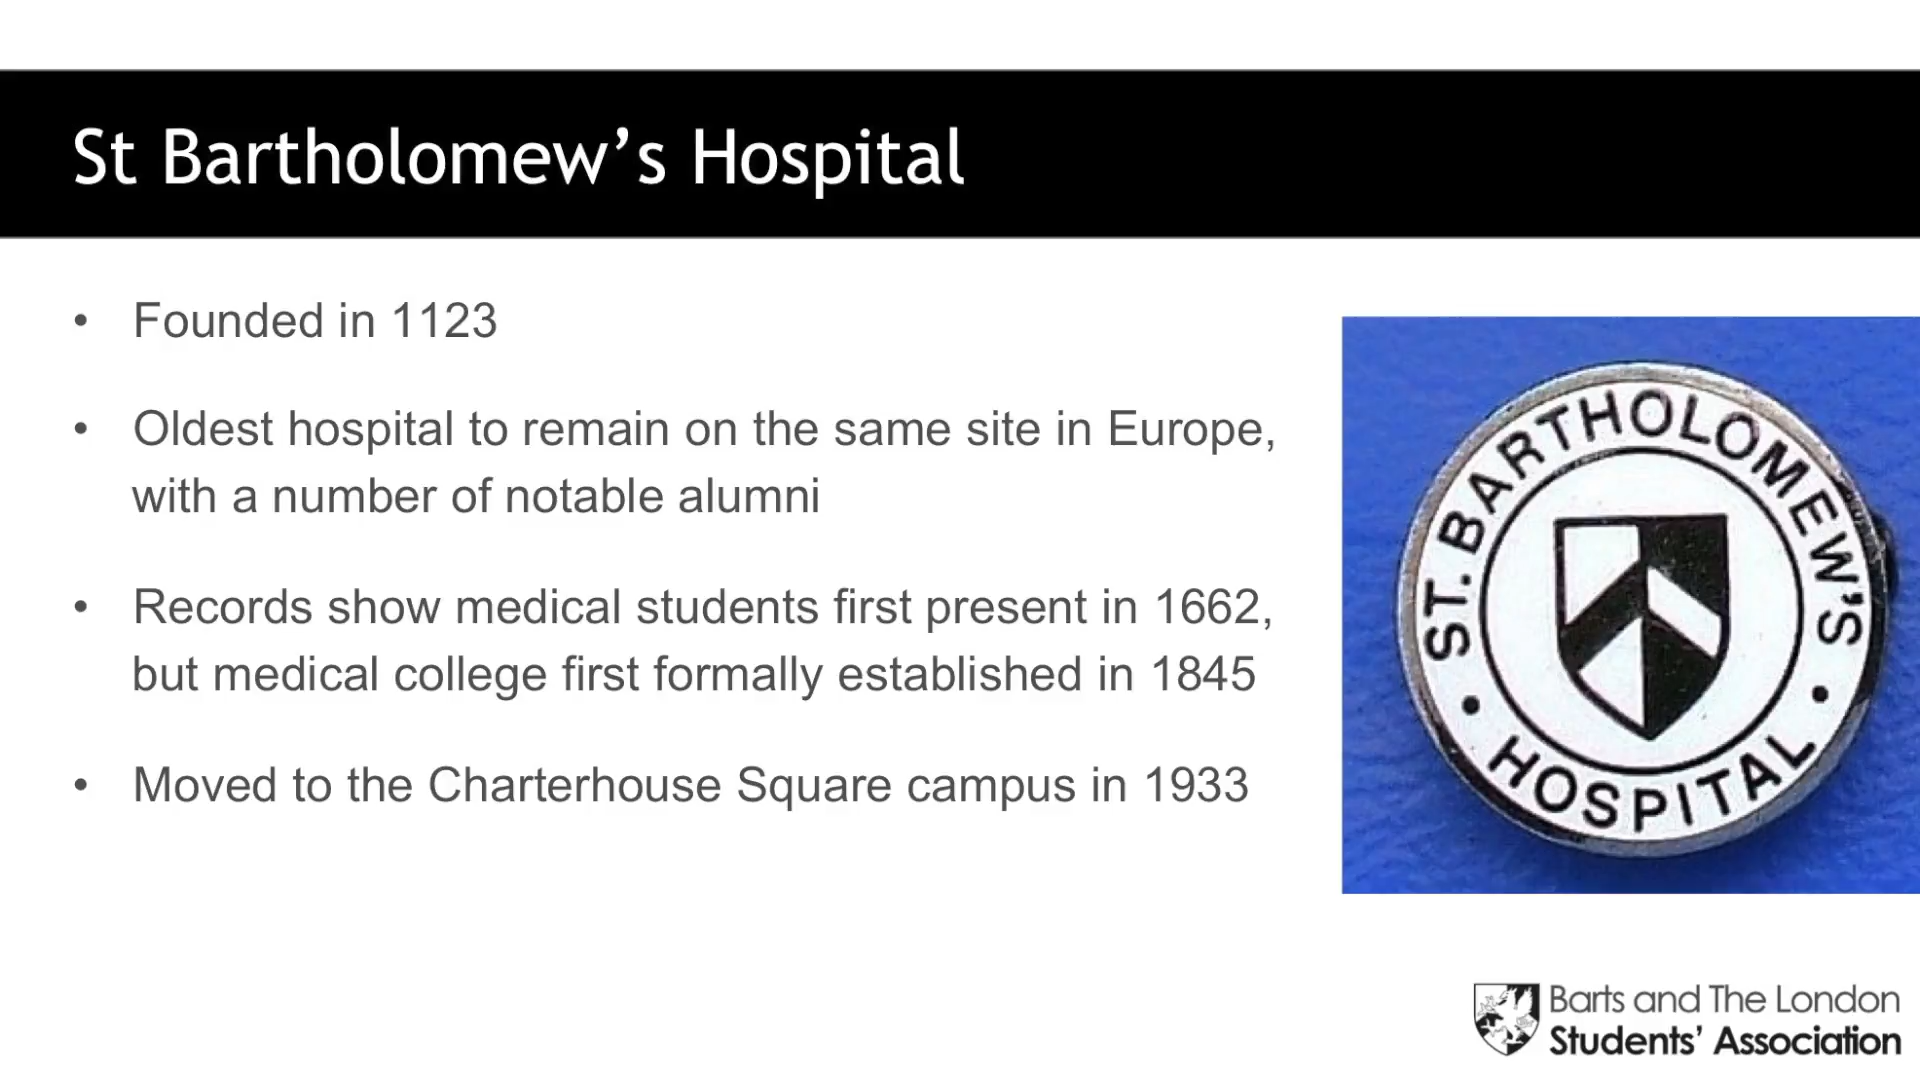 St Bartholomew’s Hospital
• Founded in 1123
• Oldest hospital to remain on the same site in Europe,
with a number of notable alumni
• Records show medical students first present in 1662,
but medical college first formally established in 1845
• Moved to the Charterhouse Square campus in 1933
ST. BARTHOLOMEW'S
• HOSPITAL •
Barts and The London
Students’ Association